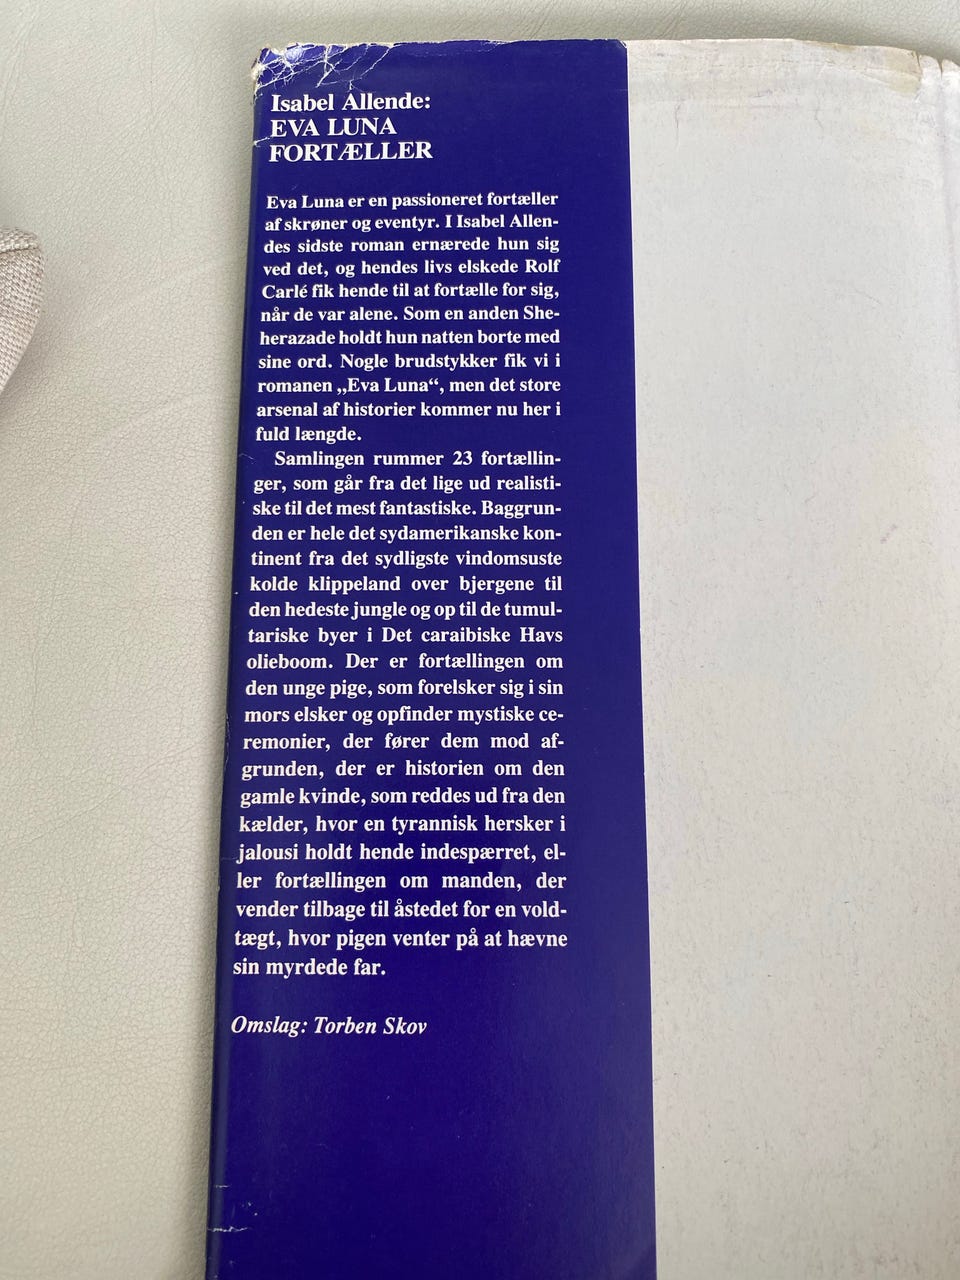 Isabel Allende:
EVA LUNA
FORTÆLLER
Eva Luna er en passioneret fortæller
af skrøner og eventyr. I Isabel Allen-
des sidste roman ernærede hun sig
ved det, og hendes livs elskede Rolf
Carlé fik hende til at fortælle for sig,
når de var alene. Som en anden She-
herazade holdt hun natten borte med
sine ord. Nogle brudstykker fik vi i
romanen „Eva Luna“, men det store
arsenal af historier kommer nu her i
fuld længde.
Samlingen rummer 23 fortællin-
ger, som går fra det lige ud realisti-
ske til det mest fantastiske. Baggrun-
den er hele det sydamerikanske kon-
tinent fra det sydligste vindomsuste
kolde klippeland over bjergene til
den hedeste jungle og op til de tumul-
tariske byer i Det caraibiske Havs
olieboom. Der er fortællingen om
den unge pige, som forelsker sig i sin
mors elsker og opfinder mystiske ce-
remonier, der fører dem mod af-
grunden, der er historien om den
gamle kvinde, som reddes ud fra den
kælder, hvor en tyrannisk hersker i
jalousi holdt hende indespærret, el-
ler fortællingen om manden, der
vender tilbage til åstedet for en vold-
tægt, hvor pigen venter på at hævne
sin myrdede far.
Omslag: Torben Skov